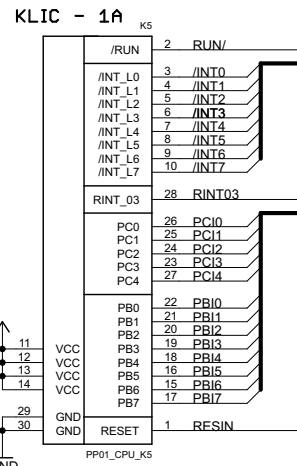 KLIC - 1A
K5
/RUN 2 RUN/
/INT_L0 3 /INT0
/INT_L1 4 /INT1
/INT_L2 5 /INT2
/INT_L3 6 /INT3
/INT_L4 7 /INT4
/INT_L5 8 /INT5
/INT_L6 9 /INT6
/INT_L7 10 /INT7
RINT_03 28 RINT03
PC0 26 PCI0
PC1 25 PCI1
PC2 24 PCI2
PC3 23 PCI3
PC4 27 PCI4
PB0 22 PBI0
PB1 21 PBI1
PB2 20 PBI2
11 VCC PB3 19 PBI3
12 VCC PB4 18 PBI4
13 VCC PB5 16 PBI5
14 VCC PB6 15 PBI6
PB7 17 PBI7
29 GND
30 GND RESET 1 RESIN
PP01_CPU_K5